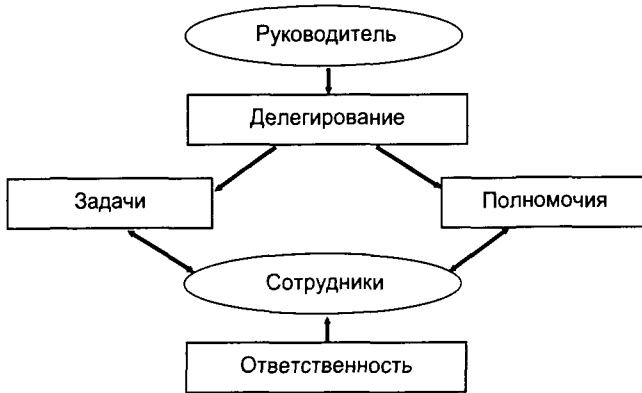 Руководитель
Делегирование
Задачи
Полномочия
Сотрудники
Ответственность